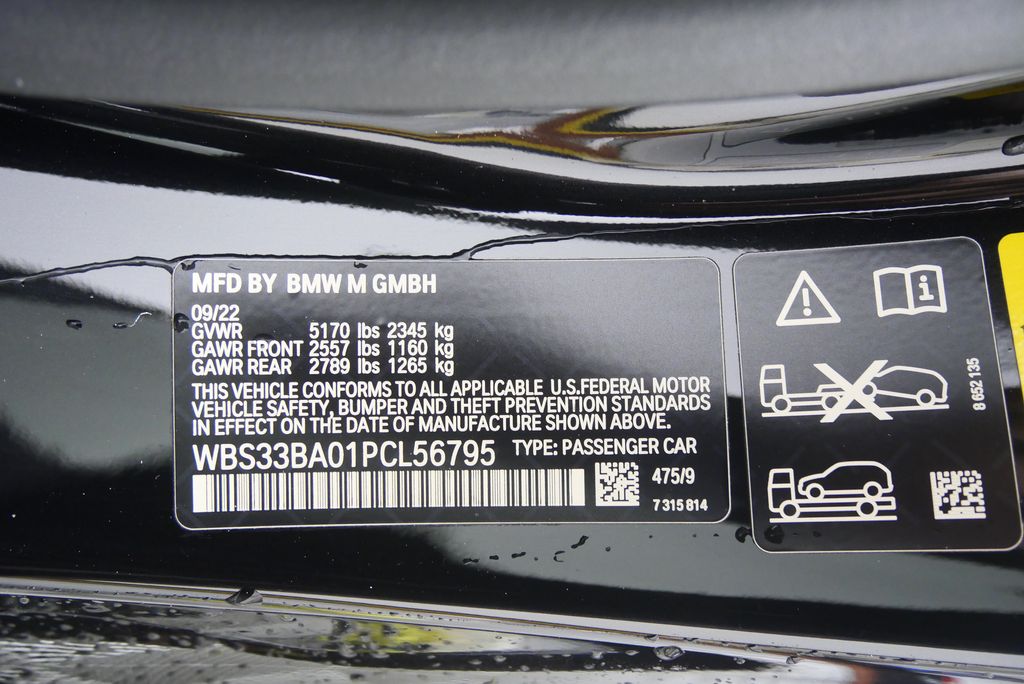 MFD BY BMW M GMBH
09/22
GVWR 5170 lbs 2345 kg
GAWR FRONT 2557 lbs 1160 kg
GAWR REAR 2789 lbs 1265 kg
THIS VEHICLE CONFORMS TO ALL APPLICABLE U.S.FEDERAL MOTOR
VEHICLE SAFETY, BUMPER AND THEFT PREVENTION STANDARDS
IN EFFECT ON THE DATE OF MANUFACTURE SHOWN ABOVE.
WBS33BA01PCL56795 TYPE: PASSENGER CAR
475/9
7 315 814
8 652 135